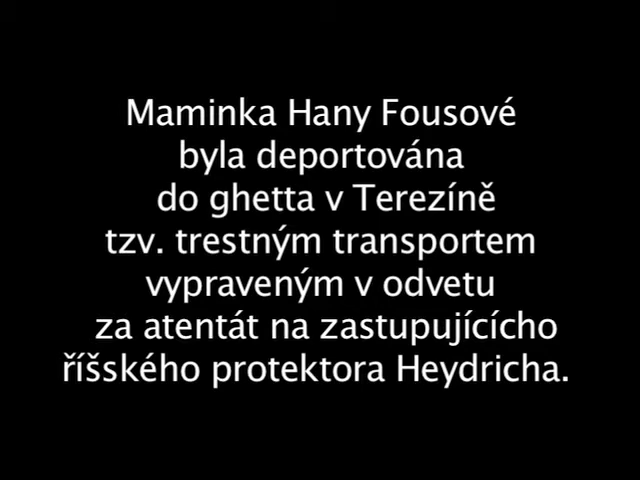 Maminka Hany Fousové
byla deportována
do ghetta v Terezíně
tzv. trestným transportem
vypraveným v odvetu
za atentát na zastupujícícho
říšského protektora Heydricha.